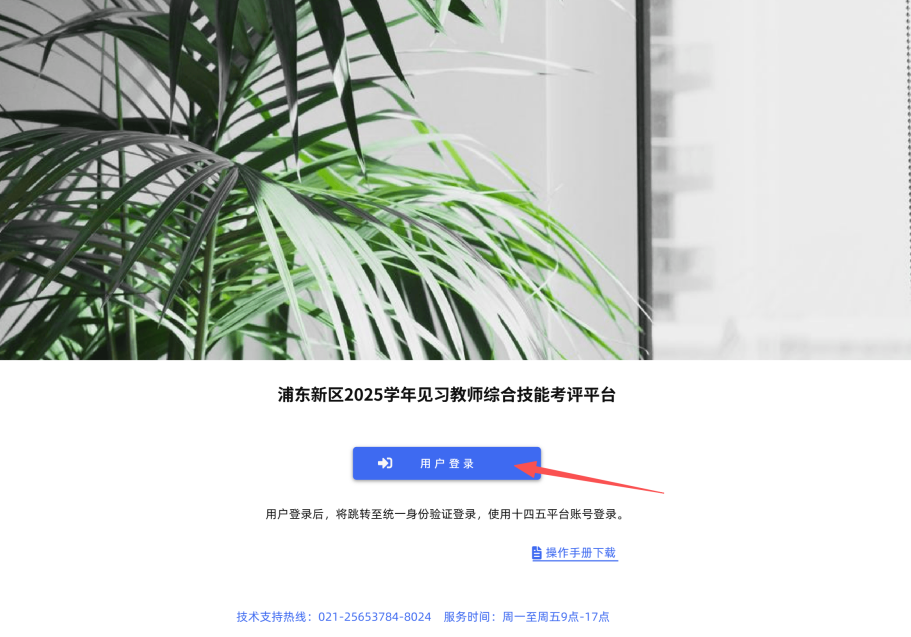 浦东新区2025学年见习教师综合技能考评平台
用户登录
用户登录后，将跳转至统一身份验证登录，使用十四五平台账号登录。
操作手册下载
技术支持热线：021-25653784-8024 服务时间：周一至周五9点-17点